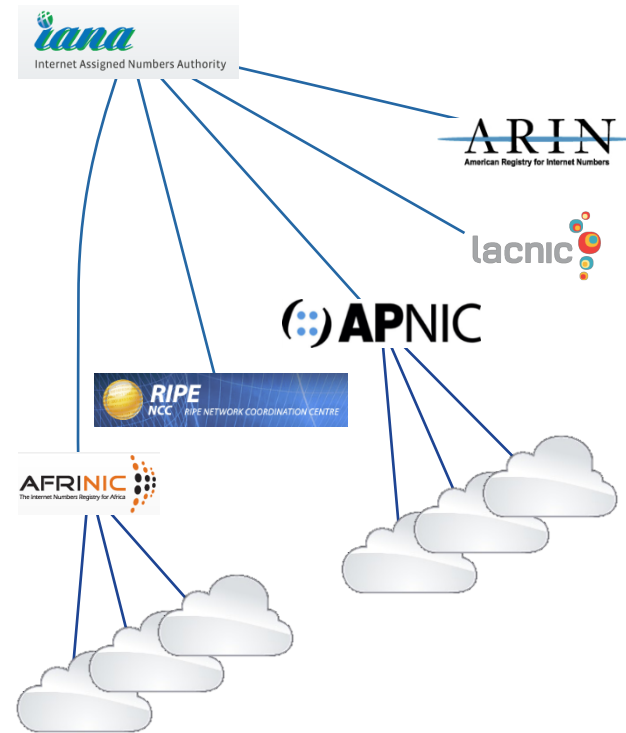 iana
Internet Assigned Numbers Authority
ARIN
American Registry for Internet Numbers
lacnic
APNIC
RIPE
NCC RIPE NETWORK COORDINATION CENTRE
AFRINIC
The Internet Numbers Registry for Africa